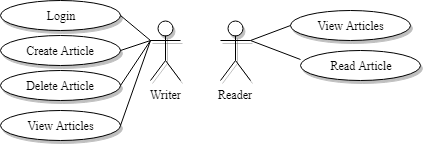 Login
Create Article
Delete Article
View Articles
Writer
Reader
View Articles
Read Article